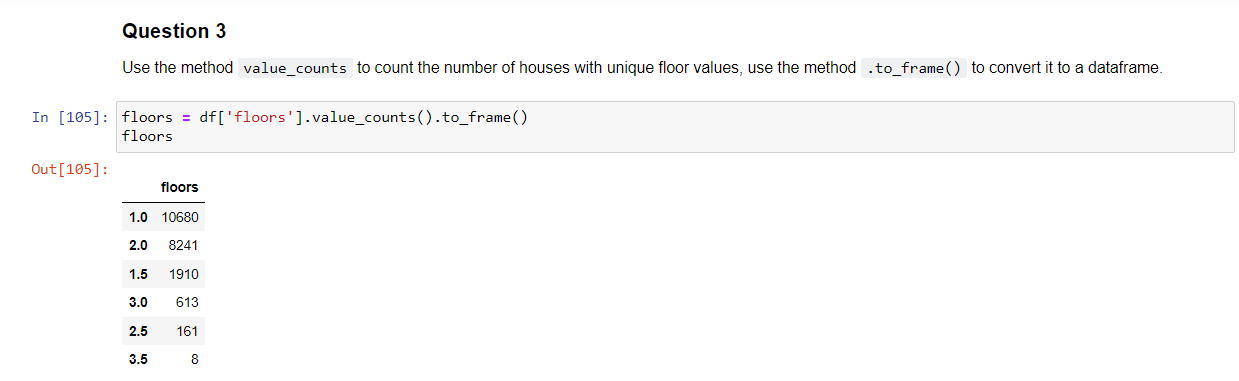 Question 3
Use the method value_counts to count the number of houses with unique floor values, use the method .to_frame() to convert it to a dataframe.
In [105]: floors = df['floors'].value_counts().to_frame()
floors
Out[105]:
floors
1.0 10680
2.0 8241
1.5 1910
3.0 613
2.5 161
3.5 8